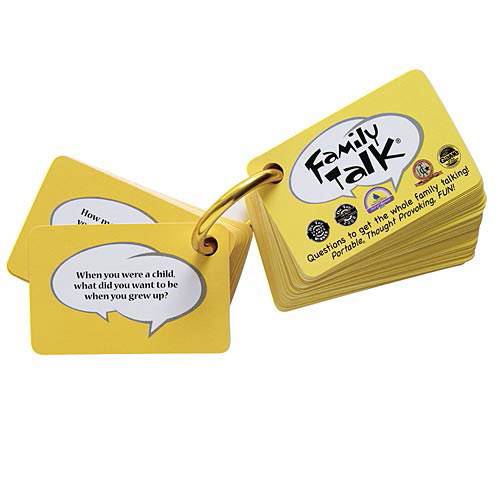 Family
Talk®
Questions to get the whole family talking!
Portable, Thought Provoking, FUN!
How m
yo
When you were a child,
what did you want to be
when you grew up?